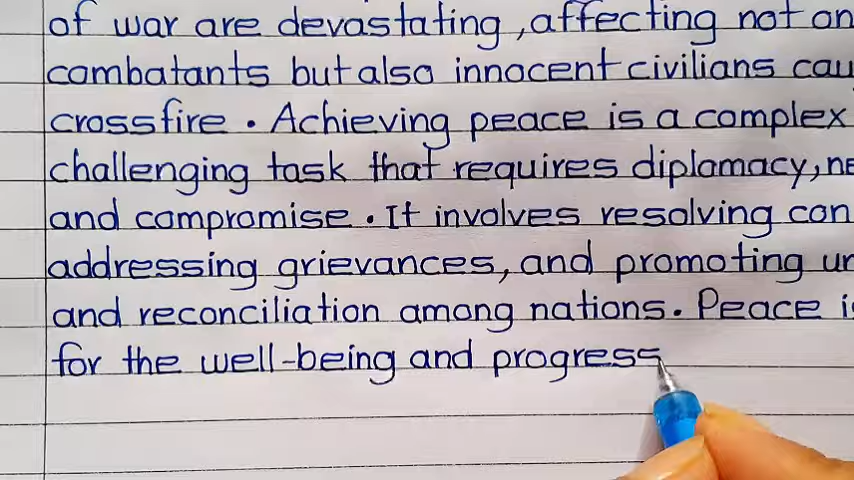 of war are devastating, affecting not on
combatants but also innocent civilians cau
crossfire. Achieving peace is a complex
challenging task that requires diplomacy, ne
and compromise. It involves resolving con
addressing grievances, and promoting un
and reconciliation among nations. Peace i
for the well-being and progress